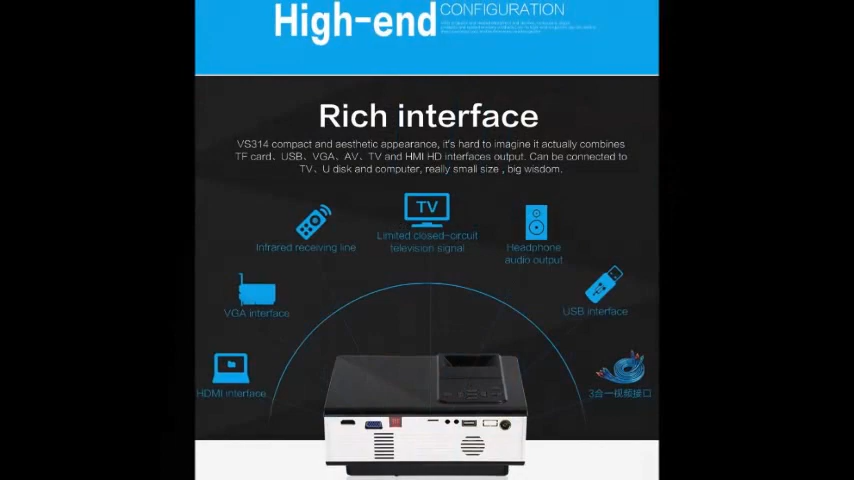 High-end
CONFIGURATION
Rich interface
VS314 compact and aesthetic appearance, it's hard to imagine it actually combines
TF card、USB、VGA、AV、TV and HMI HD interfaces output. Can be connected to
TV、U disk and computer, really small size , big wisdom.
TV
Infrared receiving line
Limited closed-circuit
television signal
Headphone
audio output
VGA interface
USB interface
HDMI interface
3合一视频接口